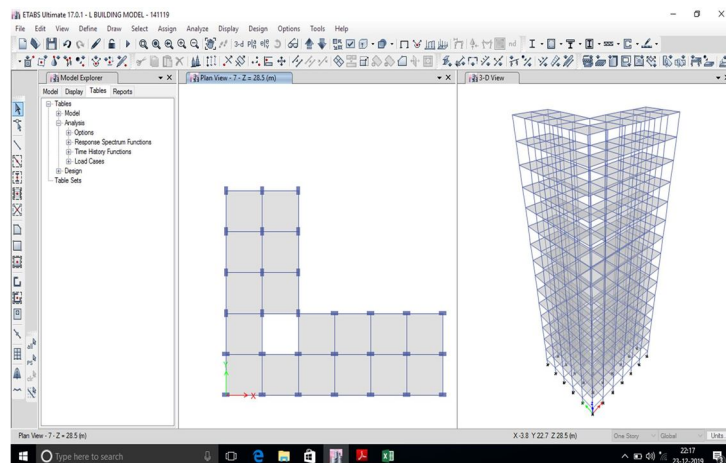 ETABS Ultimate 17.0.1 - L BUILDING MODEL - 141119
File Edit View Define Draw Select Assign Analyze Display Design Options Tools Help
3-d
nd
Model Explorer
Plan View - 7 - Z = 28.5 (m)
3-D View
Model Display Tables Reports
Tables
Model
Analysis
Options
Response Spectrum Functions
Time History Functions
Load Cases
Design
Table Sets
Y
X
Plan View - 7 - Z = 28.5 (m)
X -3.8 Y 22.7 Z 28.5 (m)
One Story
Global
Units...
Type here to search
22:17
23-12-2019